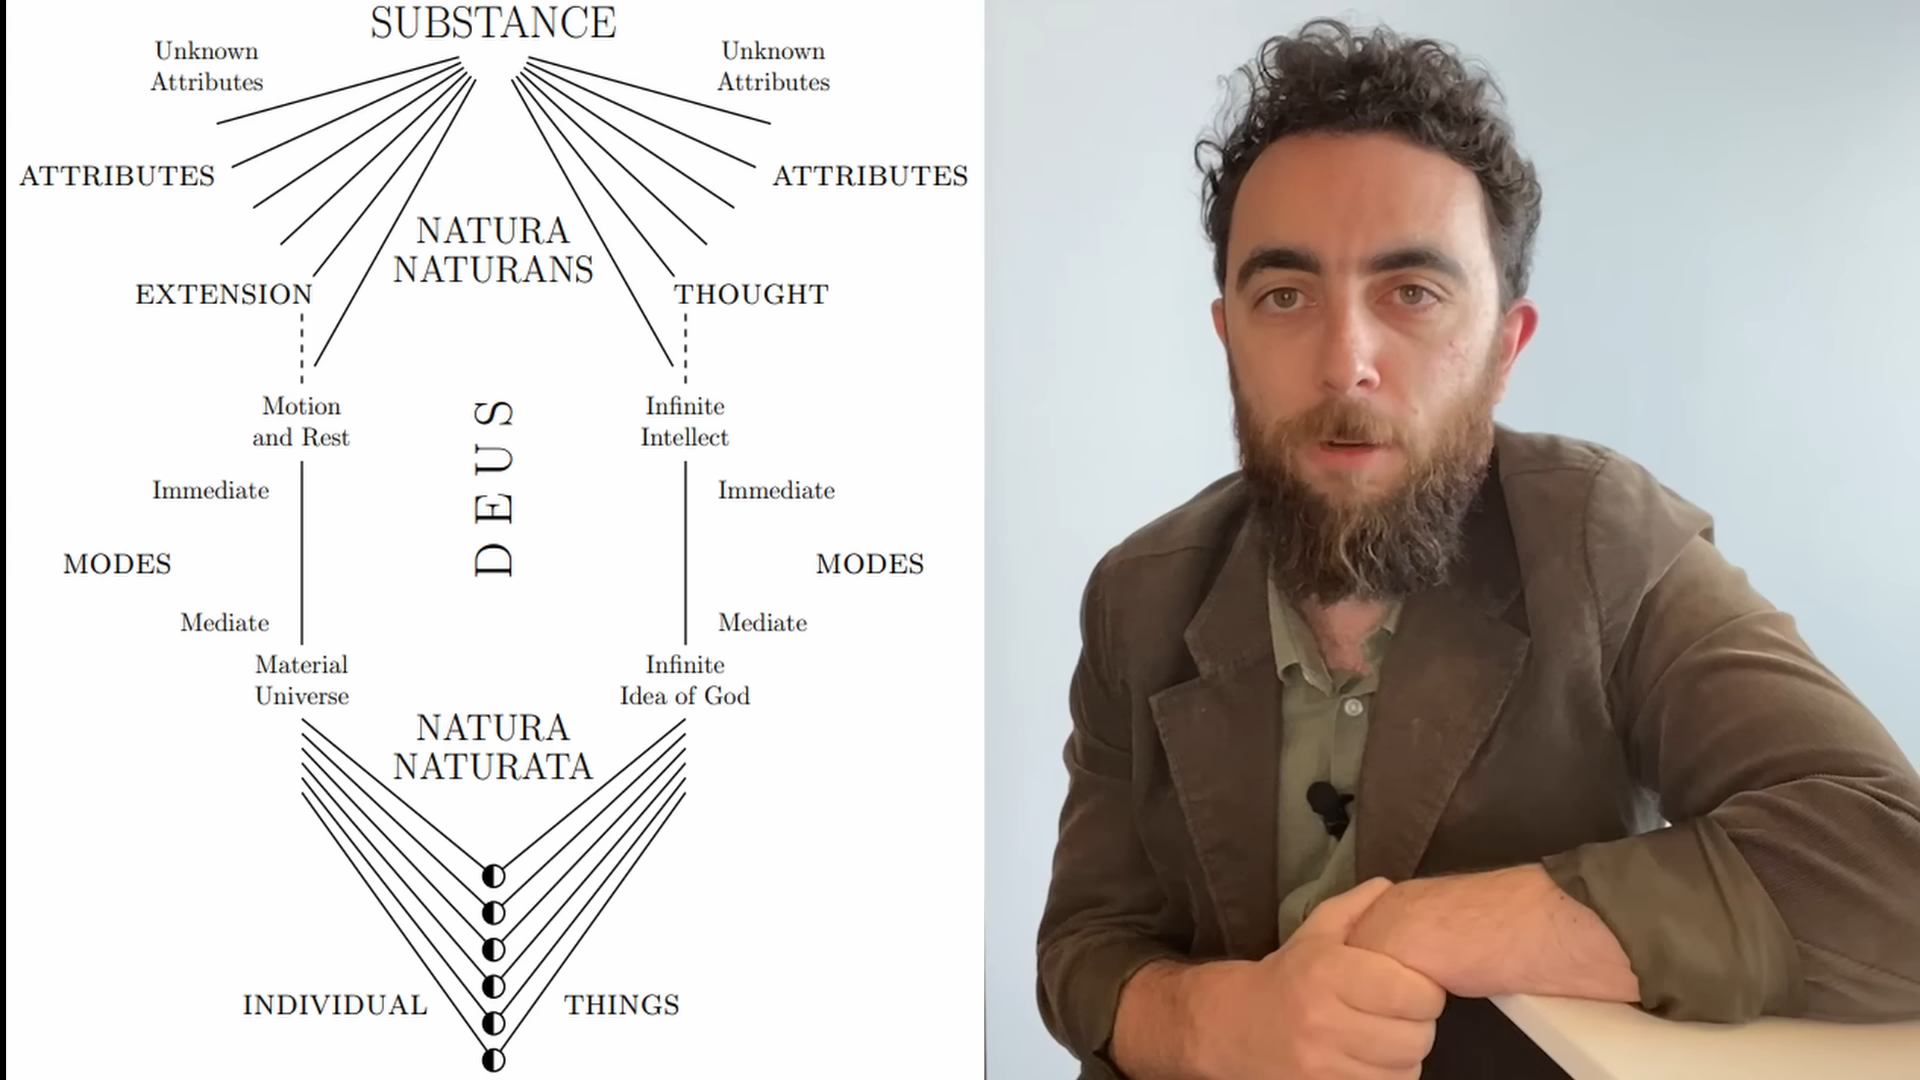 SUBSTANCE
Unknown
Attributes
Unknown
Attributes
ATTRIBUTES
ATTRIBUTES
NATURA
NATURANS
EXTENSION
THOUGHT
Motion
and Rest
Infinite
Intellect
DEUS
Immediate
Immediate
MODES
MODES
Mediate
Mediate
Material
Universe
Infinite
Idea of God
NATURA
NATURATA
INDIVIDUAL
THINGS